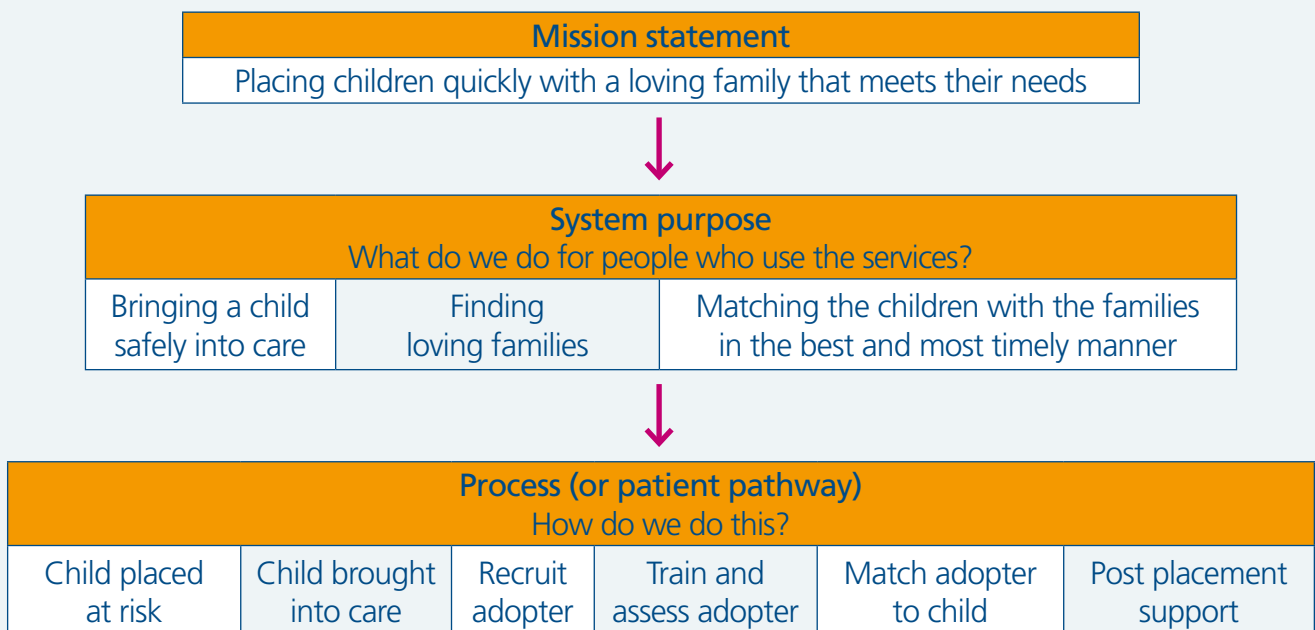 Mission statement
Placing children quickly with a loving family that meets their needs
System purpose
What do we do for people who use the services?
Bringing a child
safely into care
Finding
loving families
Matching the children with the families
in the best and most timely manner
Process (or patient pathway)
How do we do this?
Child placed
at risk
Child brought
into care
Recruit
adopter
Train and
assess adopter
Match adopter
to child
Post placement
support